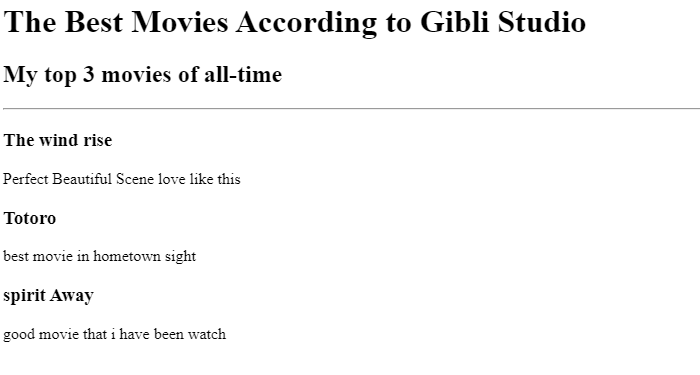 The Best Movies According to Gibli Studio
My top 3 movies of all-time
The wind rise
Perfect Beautiful Scene love like this
Totoro
best movie in hometown sight
spirit Away
good movie that i have been watch